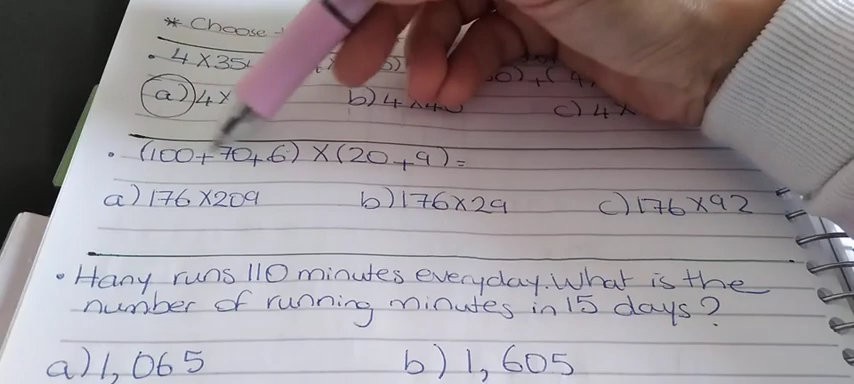 * Choose
• 4 X 354
a) 4 X b) 4 X 40 c) 4 X
• (100+70+6) X (20+9) =
a) 176 X 209 b) 176 X 29 c) 176 X 92
• Hany runs 110 minutes everyday. What is the
number of running minutes in 15 days?
a) 1,065 b) 1,605